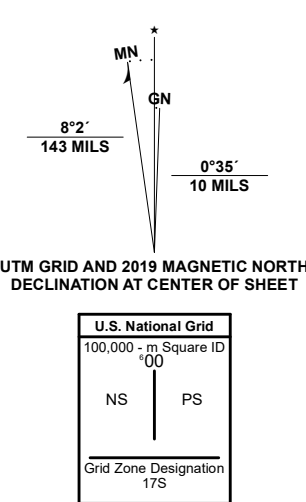 ★
MN
GN
8°2´
143 MILS
0°35´
10 MILS
UTM GRID AND 2019 MAGNETIC NORTH
DECLINATION AT CENTER OF SHEET
U.S. National Grid
100,000 - m Square ID
⁶00
NS PS
Grid Zone Designation
17S